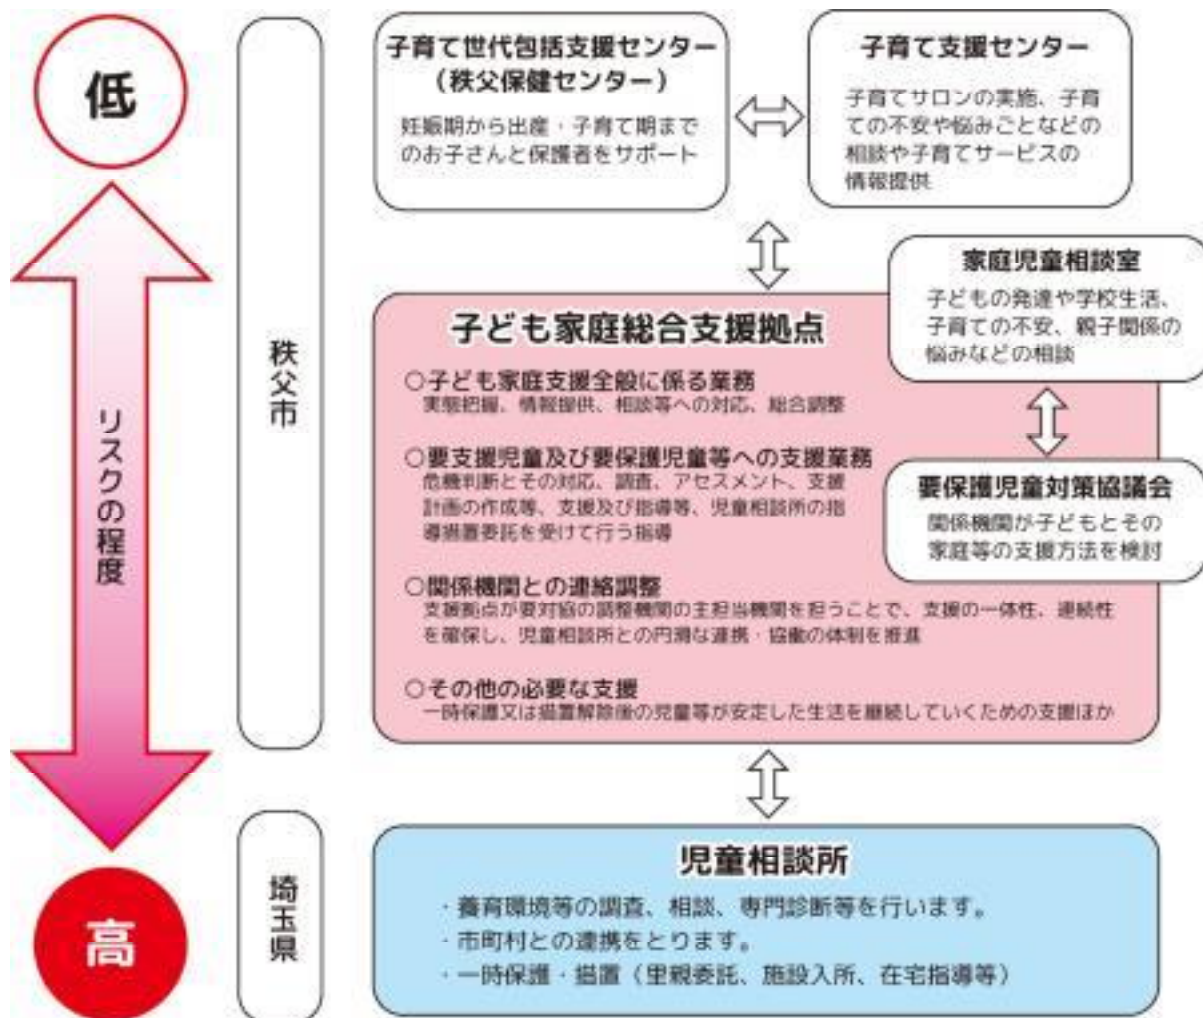 低
リスクの程度
高
秩父市
埼玉県
子育て世代包括支援センター
（秩父保健センター）
妊娠期から出産・子育て期まで
のお子さんと保護者をサポート
子育て支援センター
子育てサロンの実施、子育
ての不安や悩みごとなどの
相談や子育てサービスの
情報提供
家庭児童相談室
子どもの発達や学校生活、
子育ての不安、親子関係の
悩みなどの相談
要保護児童対策協議会
関係機関が子どもとその
家庭等の支援方法を検討
子ども家庭総合支援拠点
○子ども家庭支援全般に係る業務
実態把握、情報提供、相談等への対応、総合調整
○要支援児童及び要保護児童等への支援業務
危機判断とその対応、調査、アセスメント、支援
計画の作成等、支援及び指導等、児童相談所の指
導措置委託を受けて行う指導
○関係機関との連絡調整
支援拠点が要対協の調整機関の主担当機関を担うことで、支援の一体性、連続性
を確保し、児童相談所との円滑な連携・協働の体制を推進
○その他の必要な支援
一時保護又は措置解除後の児童等が安定した生活を継続していくための支援ほか
児童相談所
・養育環境等の調査、相談、専門診断等を行います。
・市町村との連携をとります。
・一時保護・措置（里親委託、施設入所、在宅指導等）